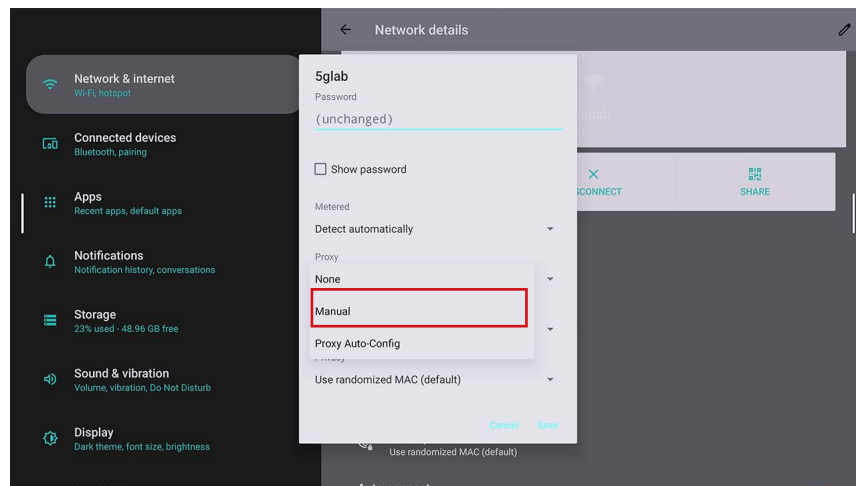 Network & internet
Wi-Fi, hotspot
Connected devices
Bluetooth, pairing
Apps
Recent apps, default apps
Notifications
Notification history, conversations
Storage
23% used - 48.96 GB free
Sound & vibration
Volume, vibration, Do Not Disturb
Display
Dark theme, font size, brightness
Network details
5glab
Password
(unchanged)
Show password
Metered
Detect automatically
Proxy
None
Manual
Proxy Auto-Config
Privacy
Use randomized MAC (default)
Cancel Save
5glab
SCONNECT
SHARE
Use randomized MAC (default)